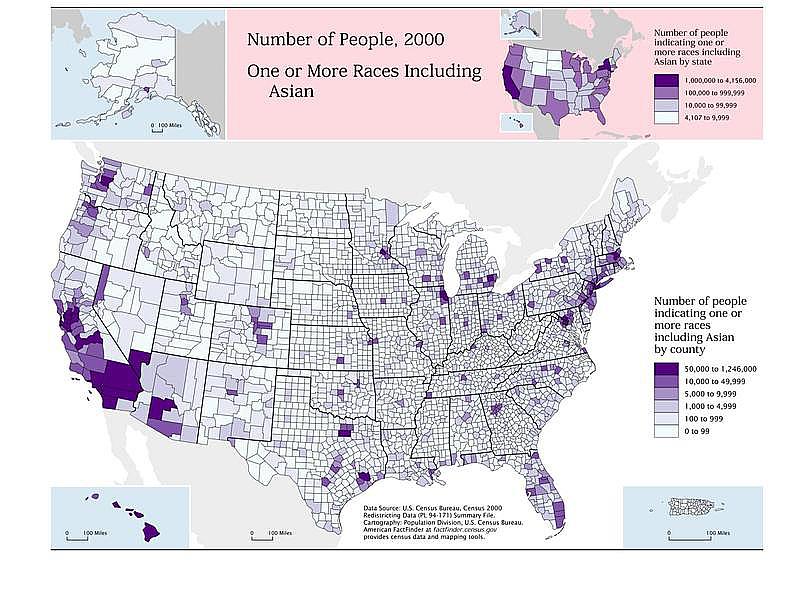 Number of People, 2000
One or More Races Including
Asian
Number of people
indicating one or
more races including
Asian by state
1,000,000 to 4,156,000
100,000 to 999,999
10,000 to 99,999
4,107 to 9,999
0 100 Miles
Number of people
indicating one or
more races
including Asian
by county
50,000 to 1,246,000
10,000 to 49,999
5,000 to 9,999
1,000 to 4,999
100 to 999
0 to 99
Data Source: U.S. Census Bureau, Census 2000
Redistricting Data (PL 94-171) Summary File.
Cartography: Population Division, U.S. Census Bureau.
American FactFinder at factfinder.census.gov
provides census data and mapping tools.
0 100 Miles
0 100 Miles
0 100 Miles